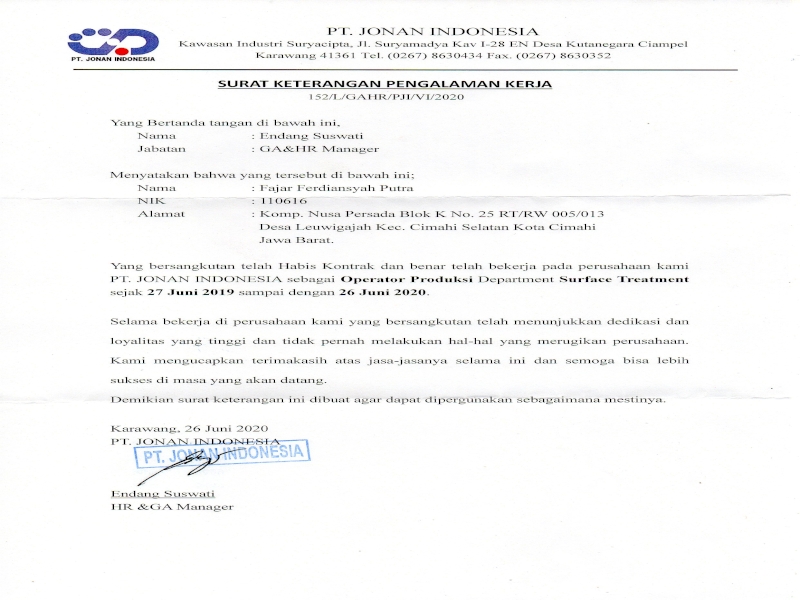 PT. JONAN INDONESIA
Kawasan Industri Suryacipta, Jl. Suryamadya Kav I-28 EN Desa Kutanegara Ciampel
Karawang 41361 Tel. (0267) 8630434 Fax. (0267) 8630352
PT. JONAN INDONESIA
SURAT KETERANGAN PENGALAMAN KERJA
152/L/GAHR/PJI/VI/2020
Yang Bertanda tangan di bawah ini,
Nama : Endang Suswati
Jabatan : GA&HR Manager
Menyatakan bahwa yang tersebut di bawah ini;
Nama : Fajar Ferdiansyah Putra
NIK : 110616
Alamat : Komp. Nusa Persada Blok K No. 25 RT/RW 005/013
Desa Leuwigajah Kec. Cimahi Selatan Kota Cimahi
Jawa Barat.
Yang bersangkutan telah Habis Kontrak dan benar telah bekerja pada perusahaan kami
PT. JONAN INDONESIA sebagai Operator Produksi Department Surface Treatment
sejak 27 Juni 2019 sampai dengan 26 Juni 2020.
Selama bekerja di perusahaan kami yang bersangkutan telah menunjukkan dedikasi dan
loyalitas yang tinggi dan tidak pernah melakukan hal-hal yang merugikan perusahaan.
Kami mengucapkan terimakasih atas jasa-jasanya selama ini dan semoga bisa lebih
sukses di masa yang akan datang.
Demikian surat keterangan ini dibuat agar dapat dipergunakan sebagaimana mestinya.
Karawang, 26 Juni 2020
PT. JONAN INDONESIA
PT. JONAN INDONESIA
Endang Suswati
HR &GA Manager